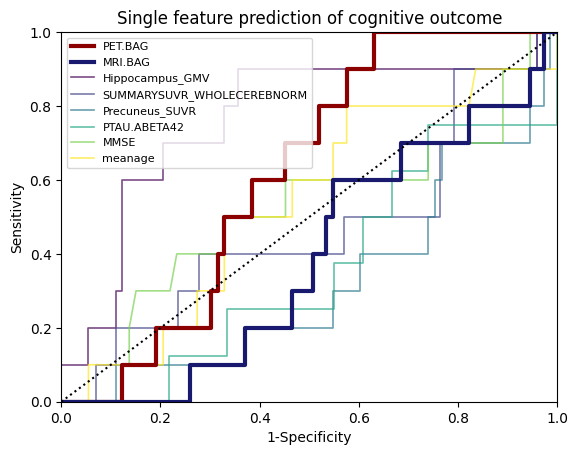 Single feature prediction of cognitive outcome
1.0
0.8
0.6
0.4
0.2
0.0
Sensitivity
PET.BAG
MRI.BAG
Hippocampus_GMV
SUMMARYSUVR_WHOLECEREBNORM
Precuneus_SUVR
PTAU.ABETA42
MMSE
meanage
0.0 0.2 0.4 0.6 0.8 1.0
1-Specificity